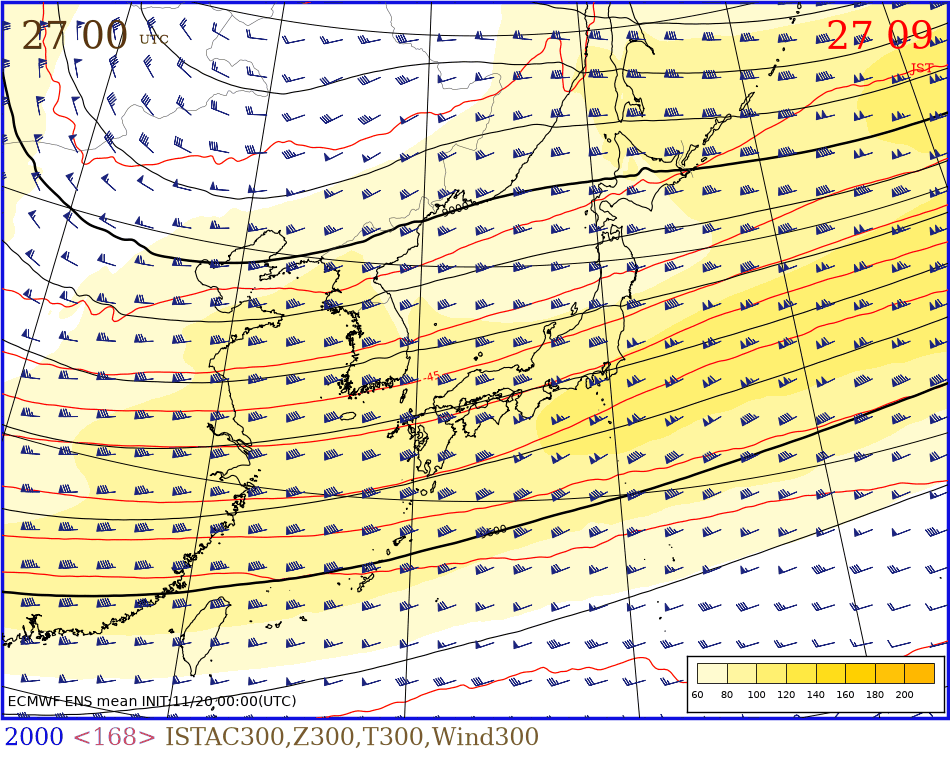 27 00 UTC
27 09
JST
9000
-45
9600
60 80 100 120 140 160 180 200
ECMWF ENS mean INIT:11/20 00:00(UTC)
2000 <168> ISTAC300,Z300,T300,Wind300